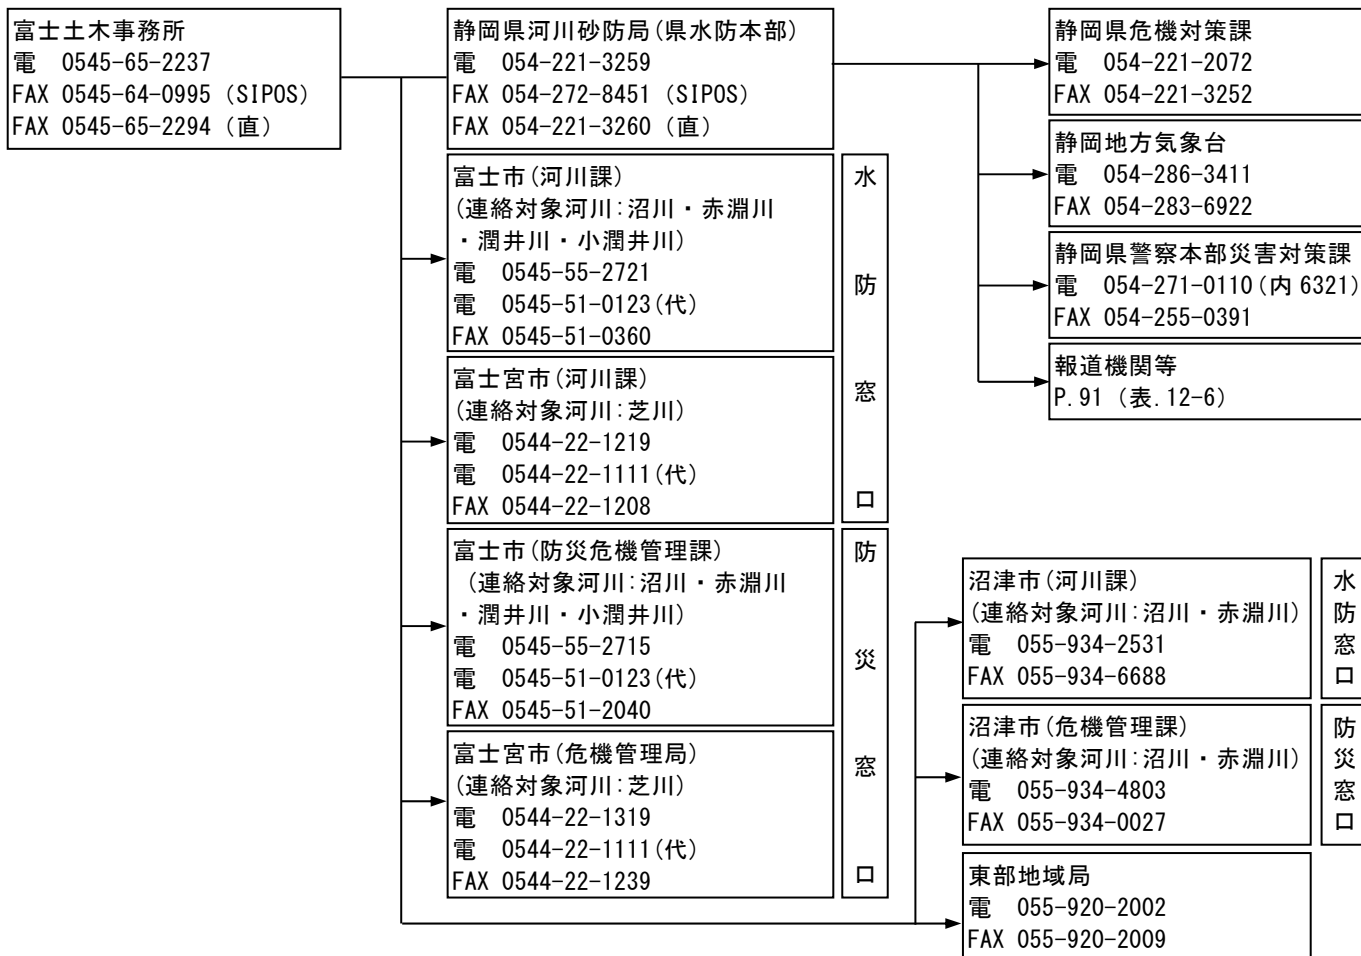 富士土木事務所
電 0545-65-2237
FAX 0545-64-0995 (SIPOS)
FAX 0545-65-2294 (直)
静岡県河川砂防局(県水防本部)
電 054-221-3259
FAX 054-272-8451 (SIPOS)
FAX 054-221-3260 (直)
静岡県危機対策課
電 054-221-2072
FAX 054-221-3252
静岡地方気象台
電 054-286-3411
FAX 054-283-6922
静岡県警察本部災害対策課
電 054-271-0110(内 6321)
FAX 054-255-0391
報道機関等
P.91 (表.12-6)
富士市(河川課)
(連絡対象河川:沼川・赤淵川
・潤井川・小潤井川)
電 0545-55-2721
電 0545-51-0123(代)
FAX 0545-51-0360
富士宮市(河川課)
(連絡対象河川:芝川)
電 0544-22-1219
電 0544-22-1111(代)
FAX 0544-22-1208
水防窓口
富士市(防災危機管理課)
(連絡対象河川:沼川・赤淵川
・潤井川・小潤井川)
電 0545-55-2715
電 0545-51-0123(代)
FAX 0545-51-2040
富士宮市(危機管理局)
(連絡対象河川:芝川)
電 0544-22-1319
電 0544-22-1111(代)
FAX 0544-22-1239
防災窓口
沼津市(河川課)
(連絡対象河川:沼川・赤淵川)
電 055-934-2531
FAX 055-934-6688
水防窓口
沼津市(危機管理課)
(連絡対象河川:沼川・赤淵川)
電 055-934-4803
FAX 055-934-0027
防災窓口
東部地域局
電 055-920-2002
FAX 055-920-2009